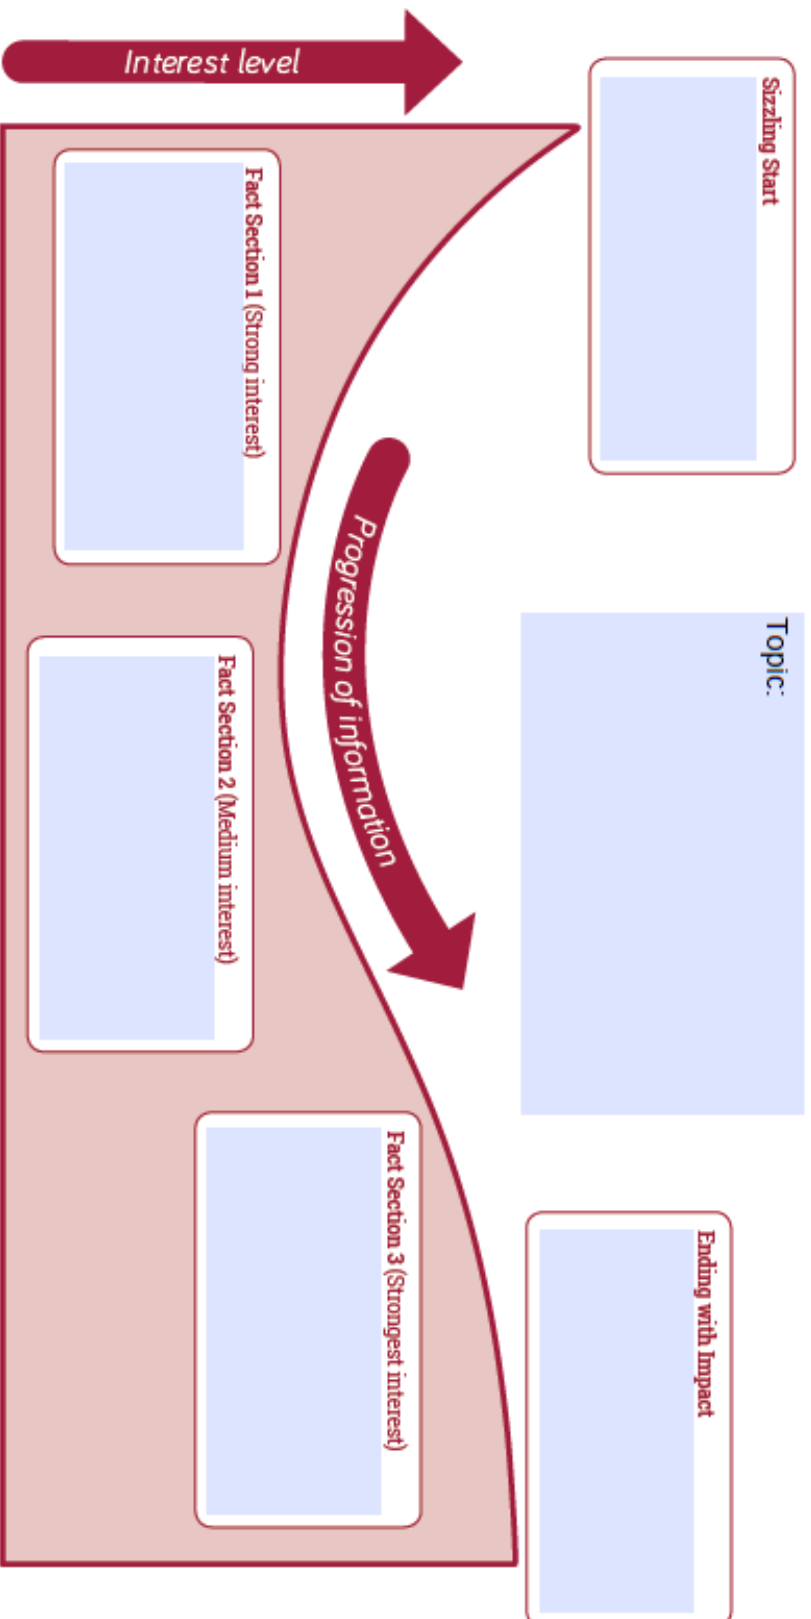 Interest level
Sizzling Start
Topic:
Ending with Impact
Progression of information
Fact Section 1 (Strong interest)
Fact Section 2 (Medium interest)
Fact Section 3 (Strongest interest)